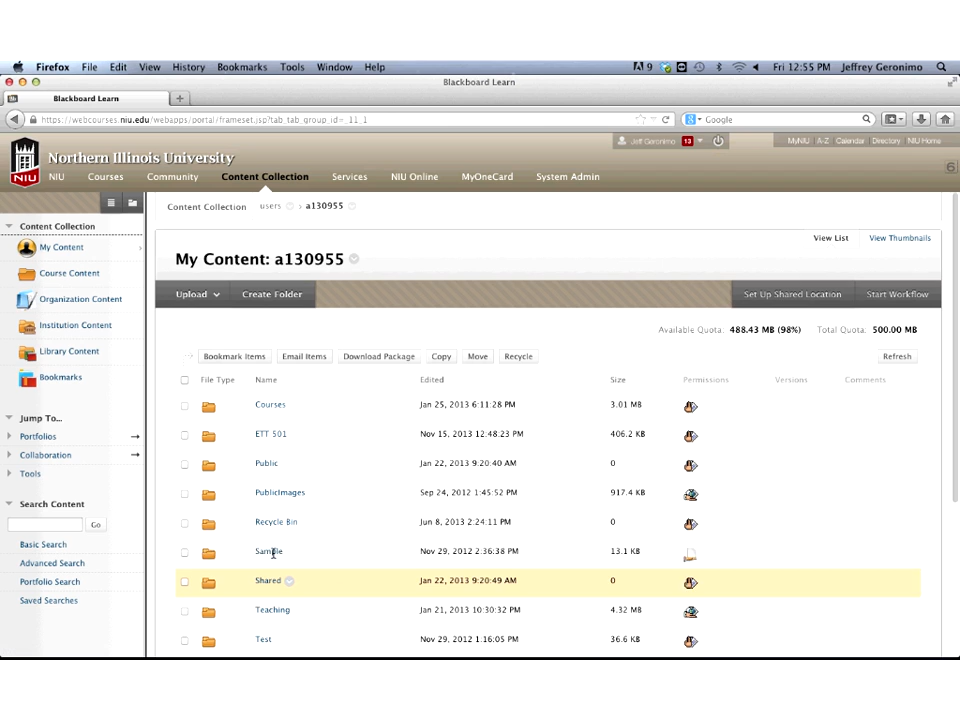 Firefox File Edit View History Bookmarks Tools Window Help 9 Fri 12:55 PM Jeffrey Geronimo
Blackboard Learn
Blackboard Learn +
https://webcourses.niu.edu/webapps/portal/frameset.jsp?tab_tab_group_id=_11_1 Google
Jeff Geronimo 13 MyNIU A-Z Calendar Directory NIU Home
Northern Illinois University
NIU
NIU Courses Community Content Collection Services NIU Online MyOneCard System Admin
Content Collection users a130955
Content Collection
View List View Thumbnails
My Content
My Content: a130955
Course Content
Upload Create Folder Set Up Shared Location Start Workflow
Organization Content
Institution Content
Available Quota: 488.43 MB (98%) Total Quota: 500.00 MB
Library Content
Bookmark Items Email Items Download Package Copy Move Recycle Refresh
Bookmarks
File Type Name Edited Size Permissions Versions Comments
Courses Jan 25, 2013 6:11:28 PM 3.01 MB
Jump To...
Portfolios
ETT 501 Nov 15, 2013 12:48:23 PM 406.2 KB
Collaboration
Public Jan 22, 2013 9:20:40 AM 0
Tools
PublicImages Sep 24, 2012 1:45:52 PM 917.4 KB
Search Content
Go
Recycle Bin Jun 8, 2013 2:24:11 PM 0
Basic Search
Sample Nov 29, 2012 2:36:38 PM 13.1 KB
Advanced Search
Portfolio Search
Shared Jan 22, 2013 9:20:49 AM 0
Saved Searches
Teaching Jan 21, 2013 10:30:32 PM 4.32 MB
Test Nov 29, 2012 1:16:05 PM 36.6 KB